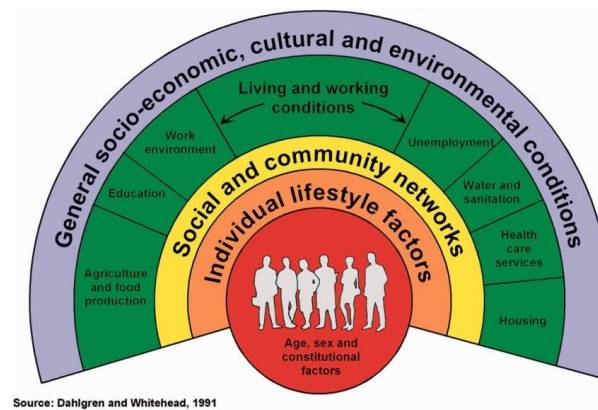 General socio-economic, cultural and environmental conditions
Living and working
conditions
Work
environment
Unemployment
Education
Water and
sanitation
Agriculture
and food
production
Health
care
services
Housing
Social and community networks
Individual lifestyle factors
Age, sex and
constitutional
factors
Source: Dahlgren and Whitehead, 1991